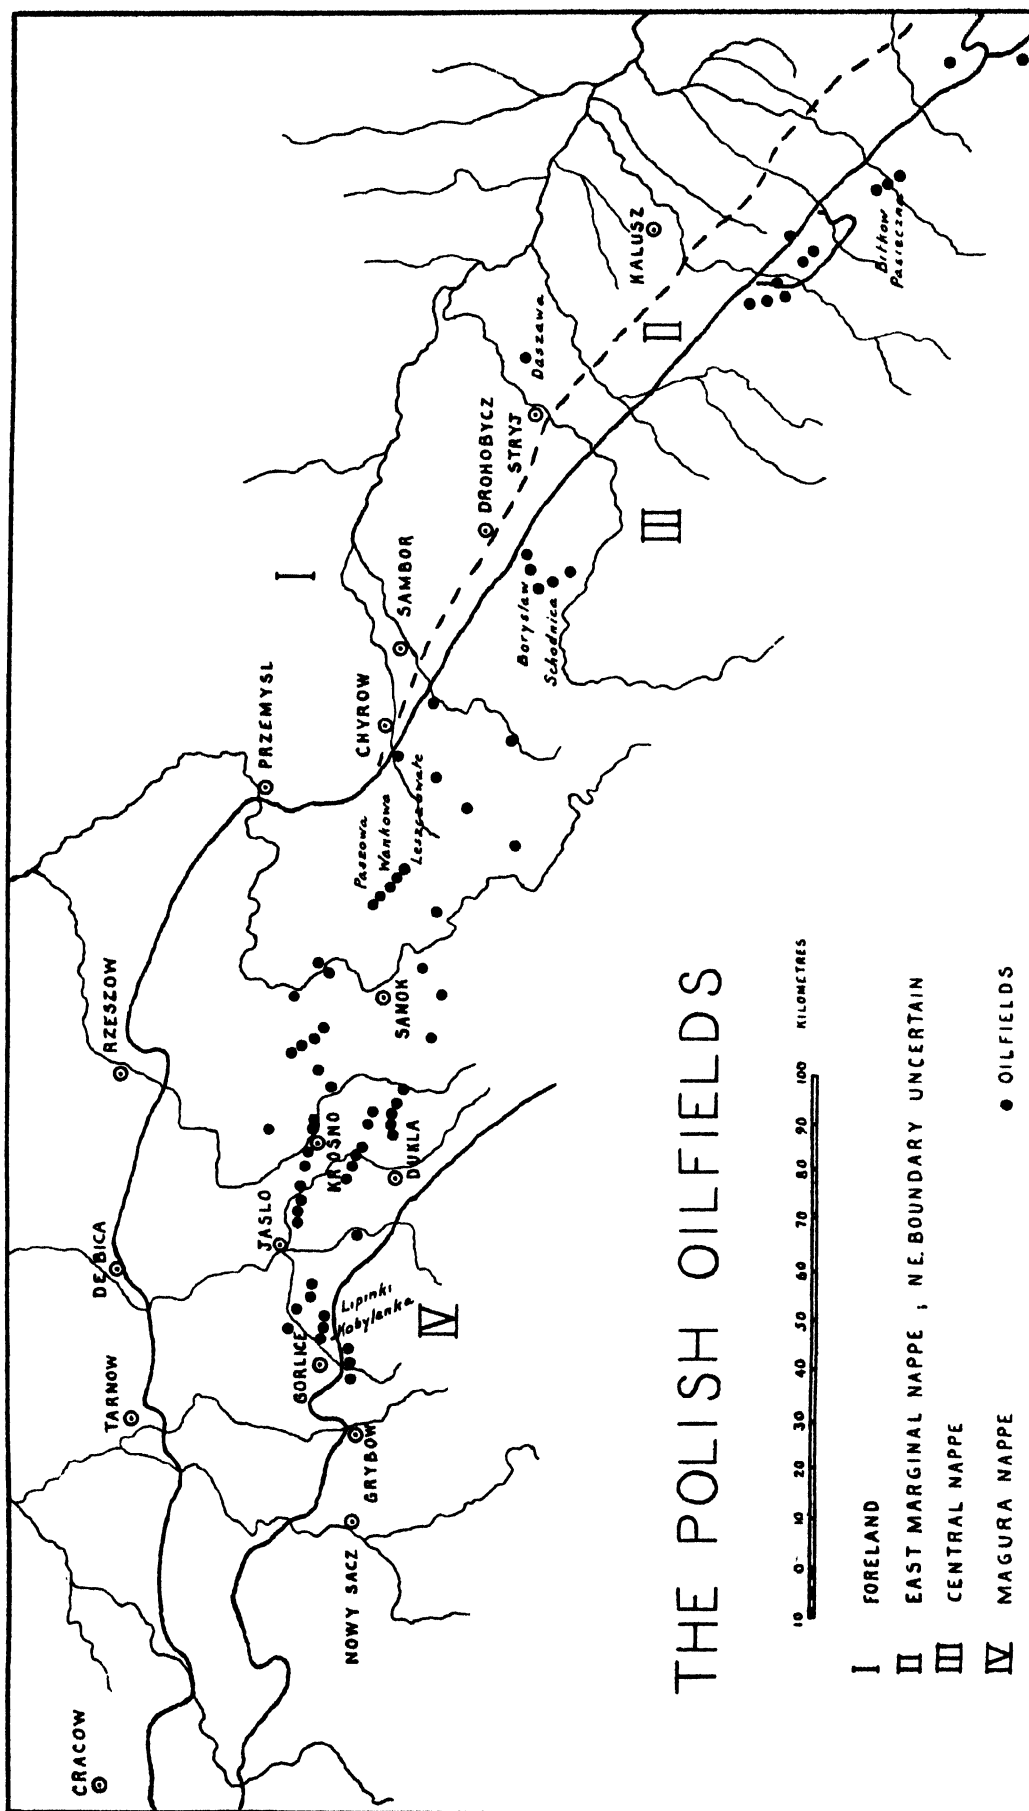 CRACOW
TARNOW
DEBICA
RZESZOW
PRZEMYSL
I
CHYROW
SAMBOR
DROHOBYCZ
STRYJ
Daszawa
KALUSZ
II
III
Boryslaw
Schodnica
Bitkow
Pasieczna
Paszowa
Wankowa
Leszczowate
SANOK
KROSNO
DUKLA
JASLO
GORLICE
Lipinki
Kobylanka
IV
GRYBOW
NOWY SACZ
THE POLISH OILFIELDS
10 0 10 20 30 40 50 60 70 80 90 100 KILOMETRES
I FORELAND
II EAST MARGINAL NAPPE ; N E. BOUNDARY UNCERTAIN
III CENTRAL NAPPE
IV MAGURA NAPPE
OILFIELDS